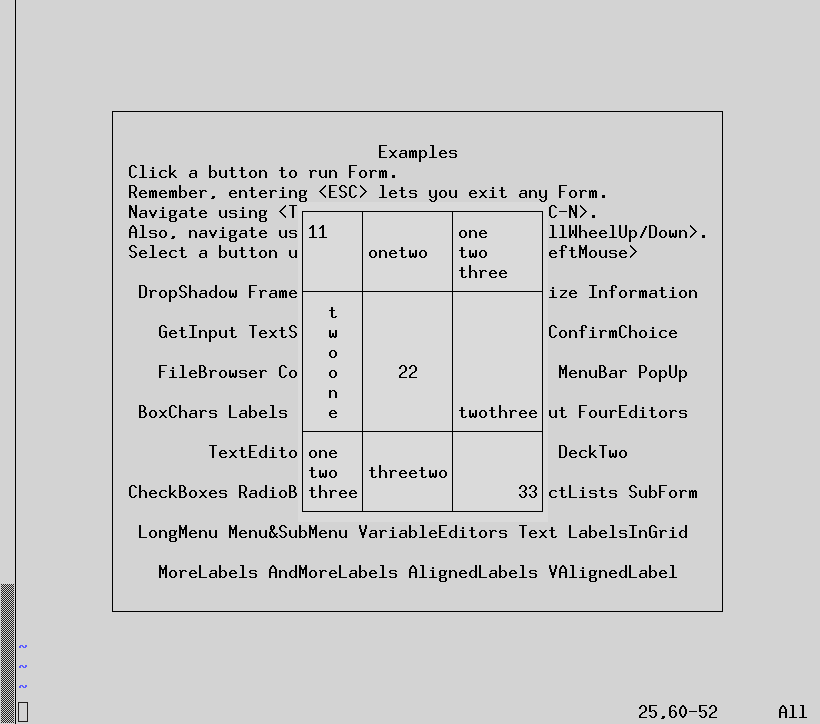 Examples
Click a button to run Form.
Remember, entering <ESC> lets you exit any Form.
Navigate using <T C-N>.
Also, navigate us 11 one llWheelUp/Down>.
Select a button u onetwo two eftMouse>
three
DropShadow Frame ize Information
t
GetInput TextS w ConfirmChoice
o
FileBrowser Co o 22 MenuBar PopUp
n
BoxChars Labels e twothree ut FourEditors
TextEdito one DeckTwo
two threetwo
CheckBoxes RadioB three 33 ctLists SubForm
LongMenu Menu&SubMenu VariableEditors Text LabelsInGrid
MoreLabels AndMoreLabels AlignedLabels VAlignedLabel
~
~
~
25,60-52 All